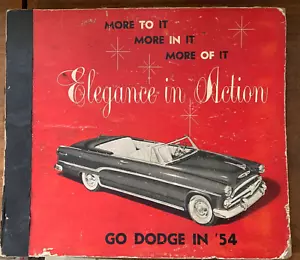 MORE TO IT
MORE IN IT
MORE OF IT
Elegance in Action
GO DODGE IN '54